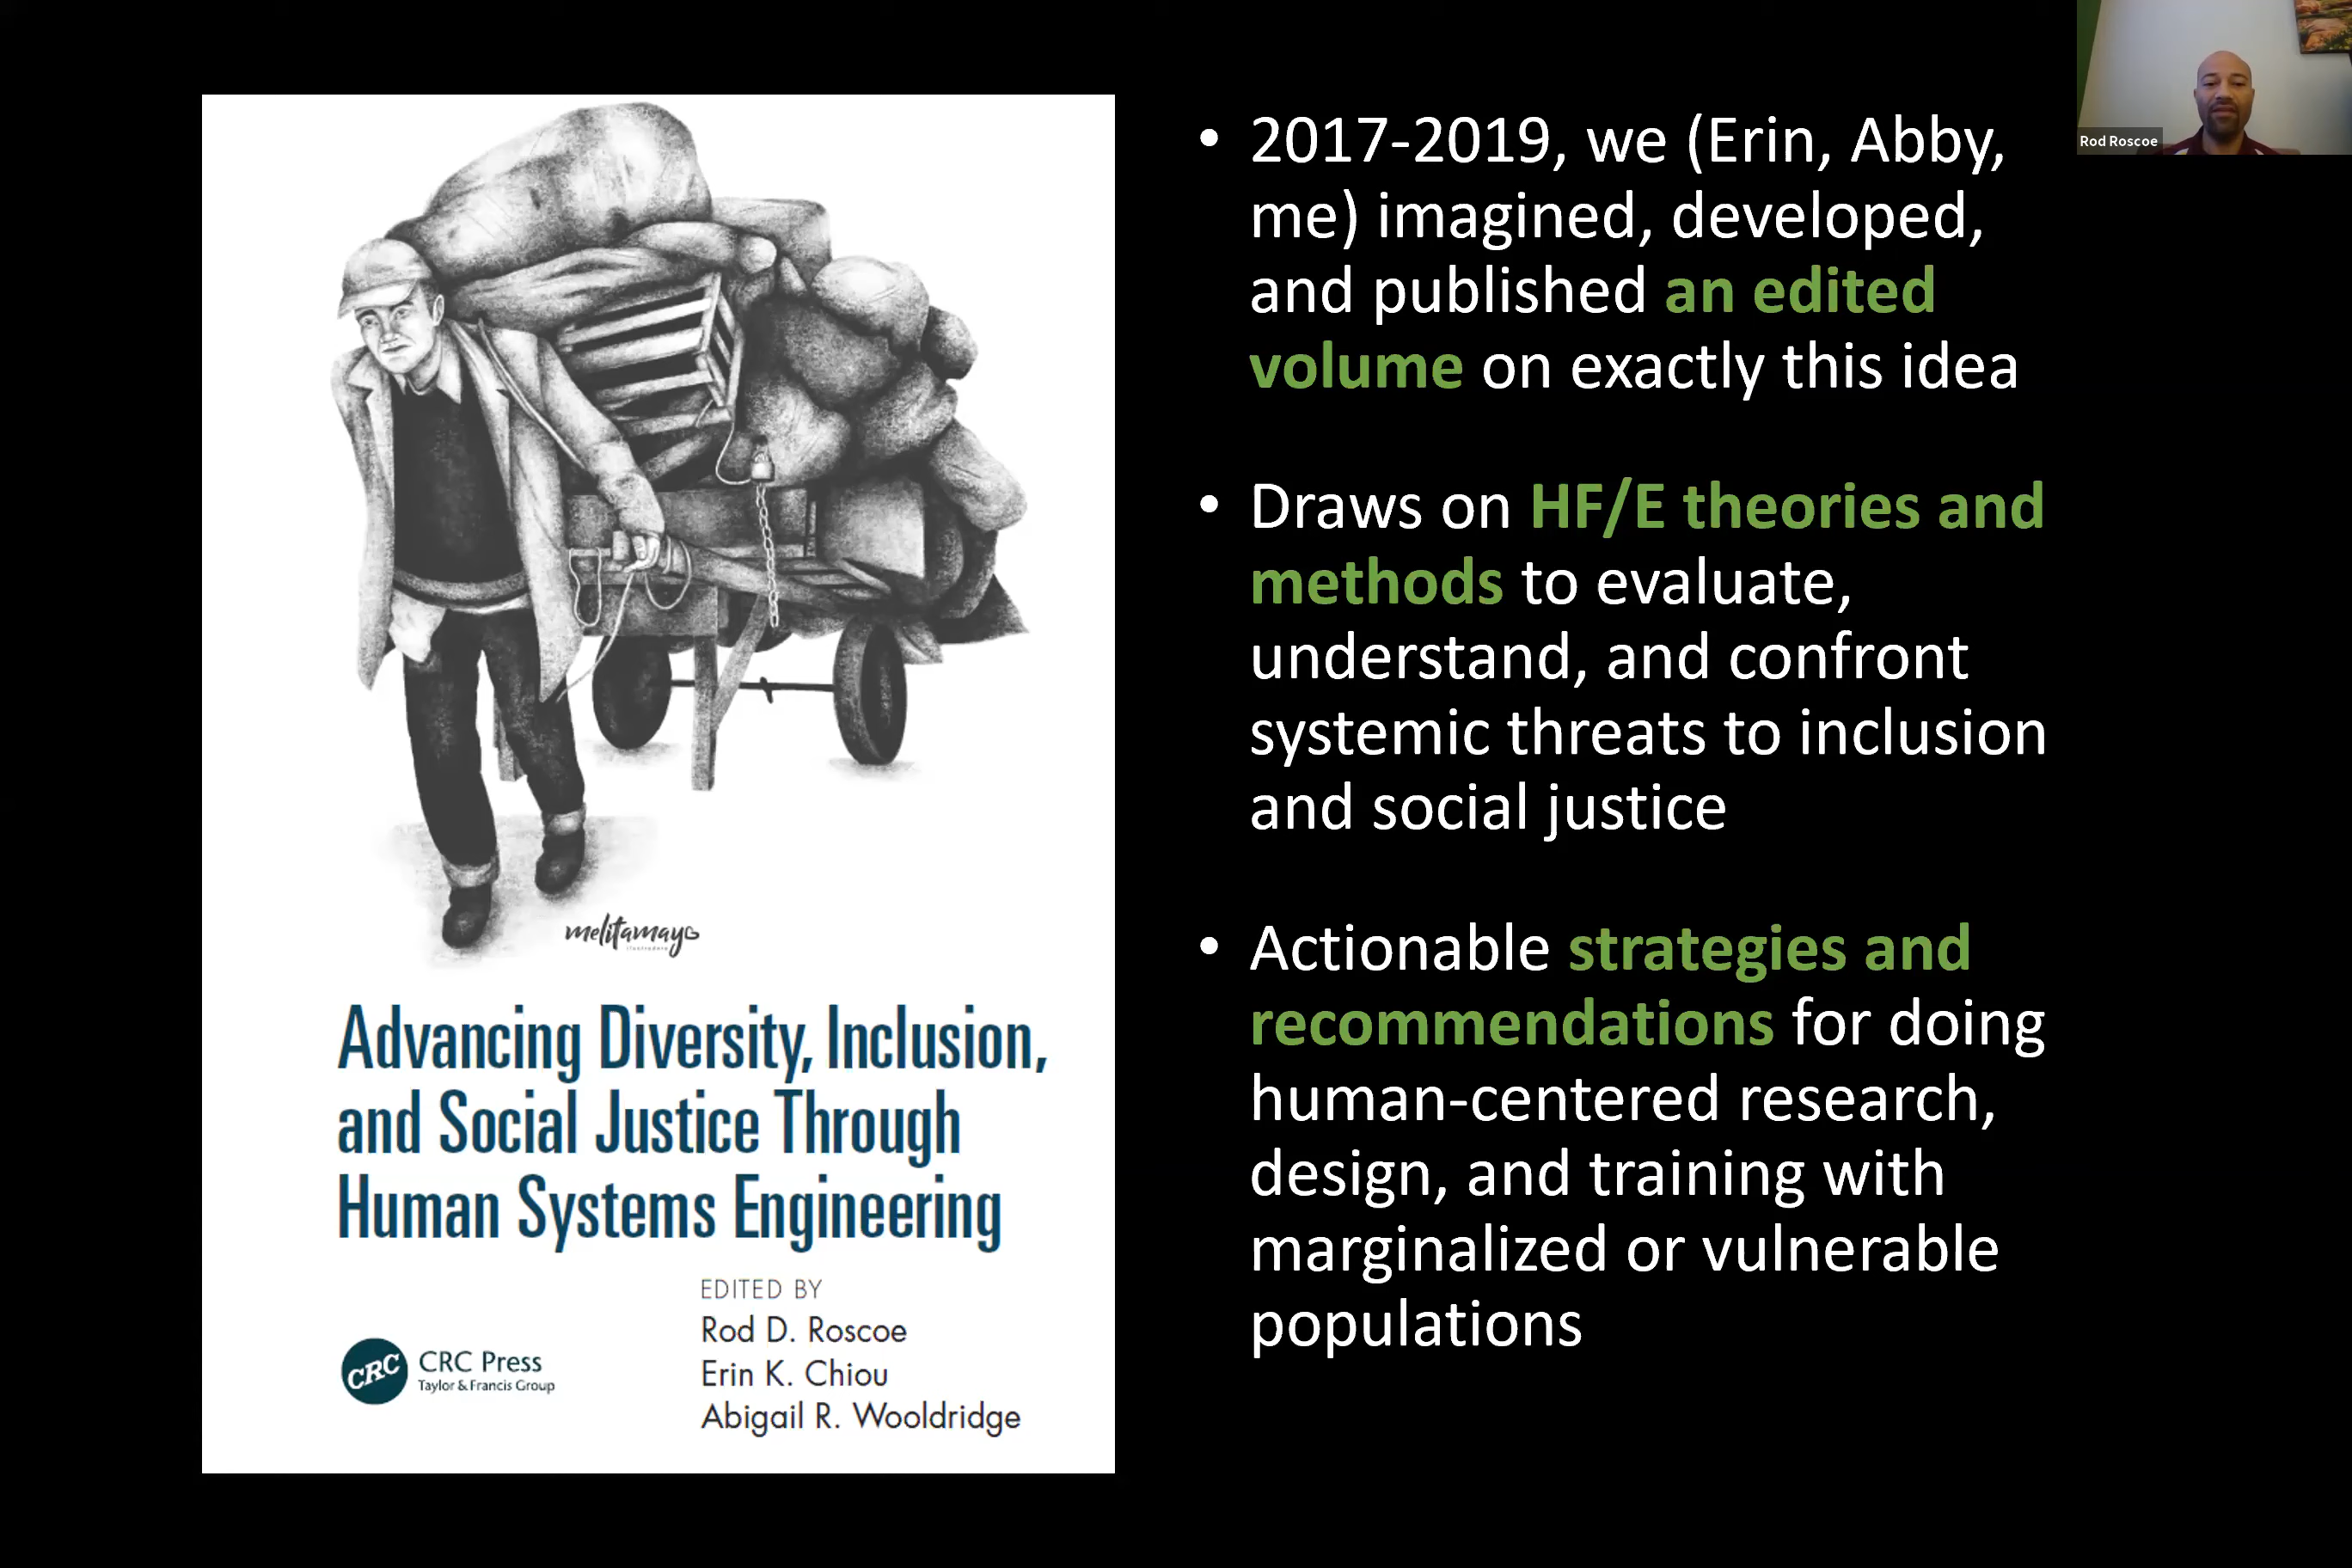 melitamayo
Advancing Diversity, Inclusion,
and Social Justice Through
Human Systems Engineering
EDITED BY
Rod D. Roscoe
Erin K. Chiou
Abigail R. Wooldridge
CRC
CRC Press
Taylor & Francis Group
• 2017-2019, we (Erin, Abby,
me) imagined, developed,
and published an edited
volume on exactly this idea
• Draws on HF/E theories and
methods to evaluate,
understand, and confront
systemic threats to inclusion
and social justice
• Actionable strategies and
recommendations for doing
human-centered research,
design, and training with
marginalized or vulnerable
populations
Rod Roscoe